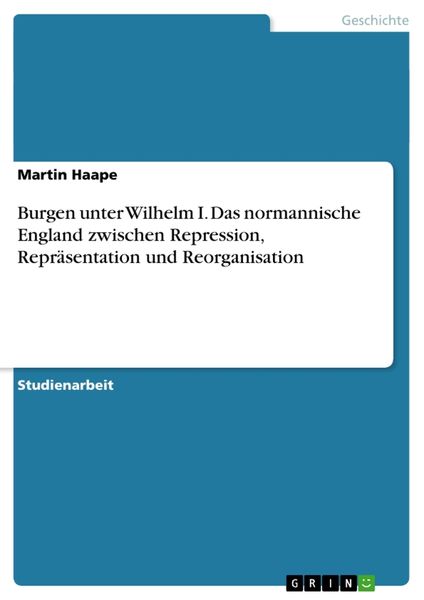 Geschichte
Martin Haape
Burgen unter Wilhelm I. Das normannische
England zwischen Repression,
Repräsentation und Reorganisation
Studienarbeit
GRIN